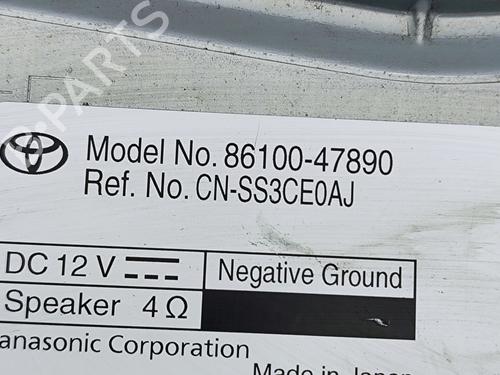 B-PARTS
Model No. 86100-47890
Ref. No. CN-SS3CE0AJ
DC 12 V
Negative Ground
Speaker 4 Ω
anasonic Corporation
Made in Japan